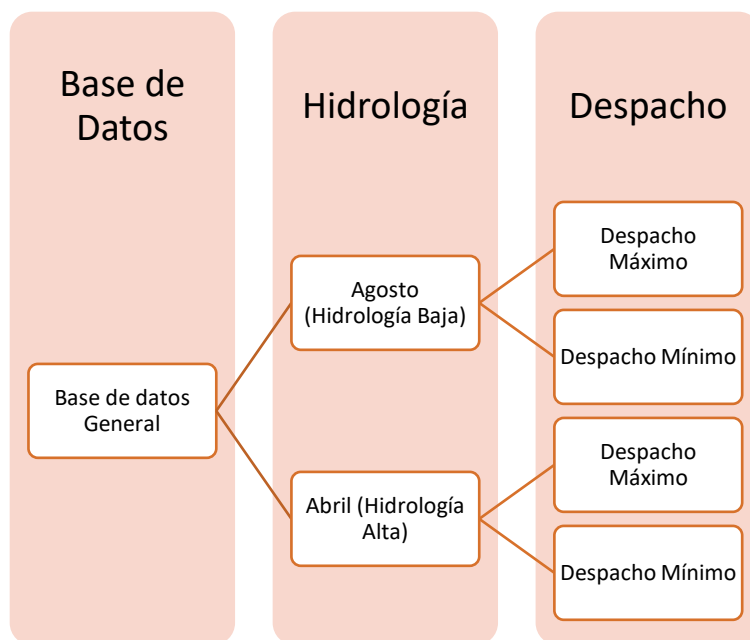 Base de
Datos
Hidrología
Despacho
Base de datos
General
Agosto
(Hidrología Baja)
Abril (Hidrología
Alta)
Despacho
Máximo
Despacho Mínimo
Despacho
Máximo
Despacho Mínimo